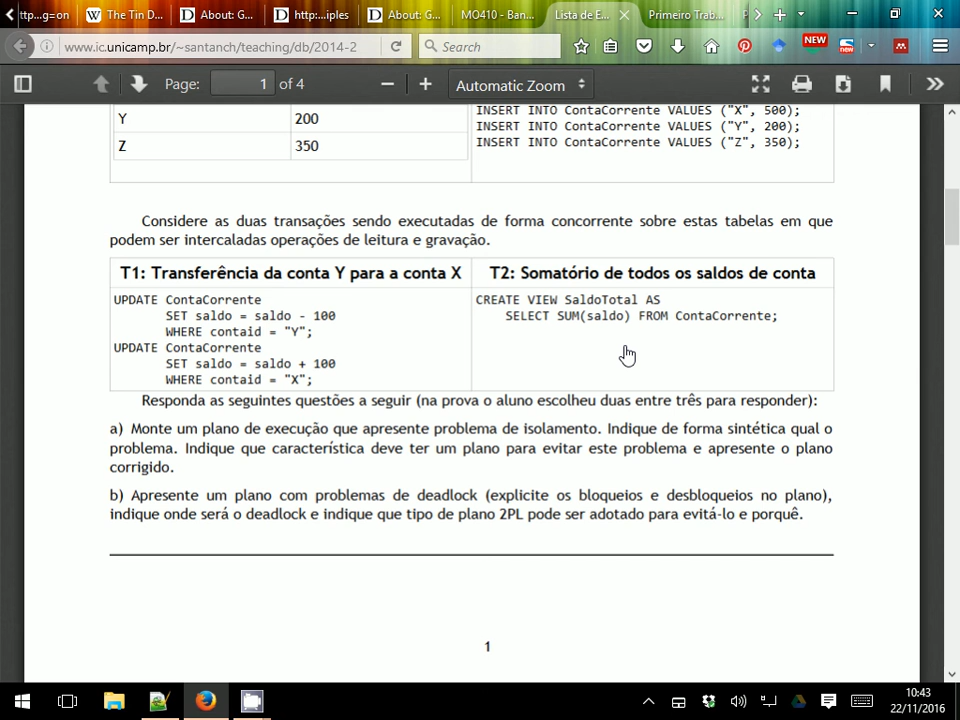 ttp...g=on
The Tin D...
About: G...
http:...iples
About: G...
MO410 - Ban...
Lista de E...
Primeiro Trab...
www.ic.unicamp.br/~santanch/teaching/db/2014-2
Search
NEW
Page: 1 of 4
Automatic Zoom
INSERT INTO ContaCorrente VALUES ("X", 500);
Y 200
INSERT INTO ContaCorrente VALUES ("Y", 200);
Z 350
INSERT INTO ContaCorrente VALUES ("Z", 350);
Considere as duas transações sendo executadas de forma concorrente sobre estas tabelas em que
podem ser intercaladas operações de leitura e gravação.
T1: Transferência da conta Y para a conta X
UPDATE ContaCorrente
SET saldo = saldo - 100
WHERE contaid = "Y";
UPDATE ContaCorrente
SET saldo = saldo + 100
WHERE contaid = "X";
T2: Somatório de todos os saldos de conta
CREATE VIEW SaldoTotal AS
SELECT SUM(saldo) FROM ContaCorrente;
Responda as seguintes questões a seguir (na prova o aluno escolheu duas entre três para responder):
a) Monte um plano de execução que apresente problema de isolamento. Indique de forma sintética qual o
problema. Indique que característica deve ter um plano para evitar este problema e apresente o plano
corrigido.
b) Apresente um plano com problemas de deadlock (explicite os bloqueios e desbloqueios no plano),
indique onde será o deadlock e indique que tipo de plano 2PL pode ser adotado para evitá-lo e porquê.
1
10:43
22/11/2016